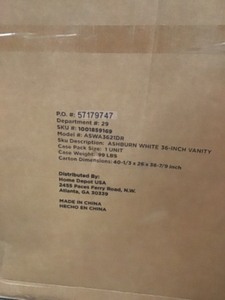 P.O. #: 57179747
Department #: 29
SKU #: 1001859169
Model #: ASWA3621DR
Sku Description: ASHBURN WHITE 36-INCH VANITY
Case Pack Size: 1 UNIT
Case Weight: 99 LBS
Carton Dimensions:
Distributed By:
Home Depot USA
2455 Paces Ferry Road, N.W.
Atlanta, GA 30339
MADE IN CHINA
HECHO EN CHINA